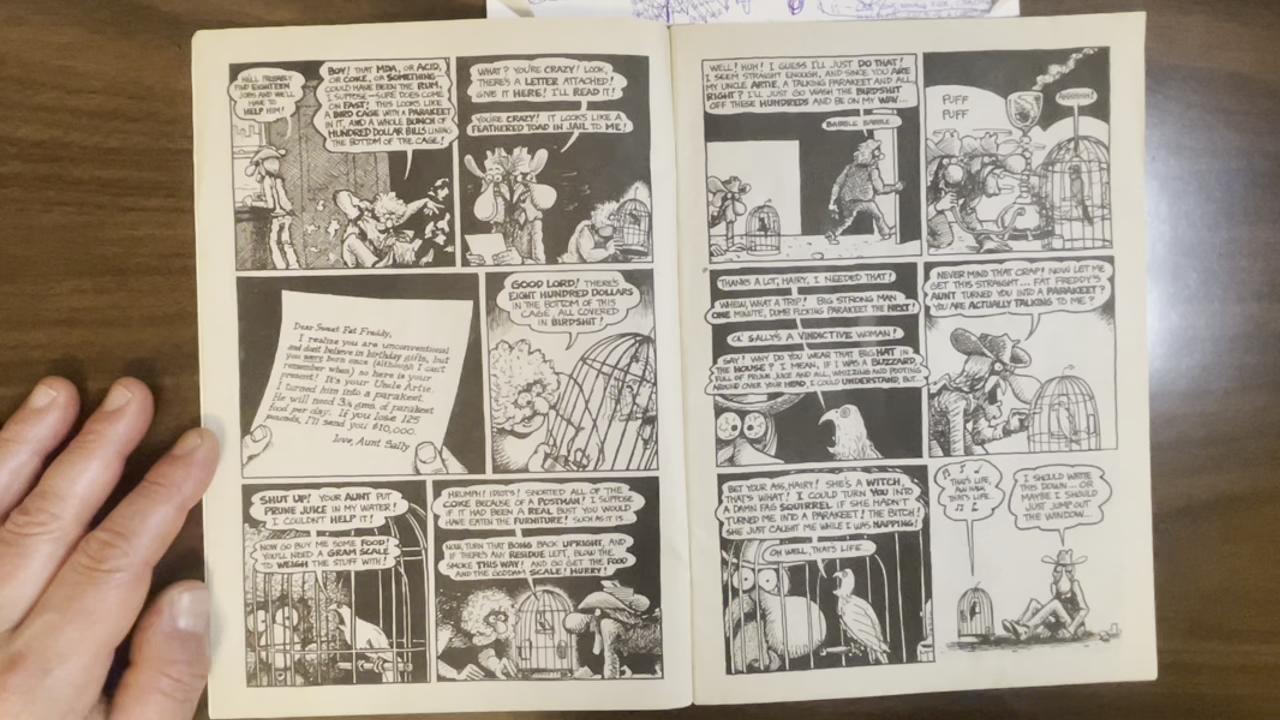 HE'LL PROBABLY
FIND EIGHTEEN
JOBS AND WE'LL
HAVE TO
HELP HIM!
BOY! THAT MDA, OR ACID,
OR COKE, OR SOMETHING—
COULD HAVE BEEN THE RUM,
I SUPPOSE—SURE DOES COME
ON FAST! THIS LOOKS LIKE
A BIRD CAGE WITH A PARAKEET
IN IT, AND A WHOLE BUNCH OF
HUNDRED DOLLAR BILLS LINING
THE BOTTOM OF THE CAGE!
WHAT? YOU'RE CRAZY! LOOK,
THERE'S A LETTER ATTACHED!
GIVE IT HERE! I'LL READ IT!
YOU'RE CRAZY! IT LOOKS LIKE A
FEATHERED TOAD IN JAIL TO ME!
Dear Sweet Fat Freddy,
I realize you are unconventional
and dont believe in birthday gifts, but
you were born once (although I can't
remember when) so here is your
present! It's your Uncle Artie.
I turned him into a parakeet.
He will need 3¼ gms. of parakeet
food per day. If you lose 125
pounds, I'll send you $10,000.
love, Aunt Sally
GOOD LORD! THERE'S
EIGHT HUNDRED DOLLARS
IN THE BOTTOM OF THIS
CAGE, ALL COVERED
IN BIRDSHIT!
SHUT UP! YOUR AUNT PUT
PRUNE JUICE IN MY WATER!
I COULDN'T HELP IT!
NOW GO BUY ME SOME FOOD!
YOU'LL NEED A GRAM SCALE
TO WEIGH THE STUFF WITH!
HRUMPH! IDIOTS! SNORTED ALL OF THE
COKE BECAUSE OF A POSTMAN! I SUPPOSE
IF IT HAD BEEN A REAL BUST YOU WOULD
HAVE EATEN THE FURNITURE! SUCH AS IT IS...
NOW, TURN THAT BONG BACK UPRIGHT, AND
IF THERE'S ANY RESIDUE LEFT, BLOW THE
SMOKE THIS WAY! AND GO GET THE FOOD
AND THE GODDAM SCALE! HURRY!
WELL! HUH! I GUESS I'LL JUST DO THAT!
I SEEM STRAIGHT ENOUGH, AND SINCE YOU ARE
MY UNCLE ARTIE, A TALKING PARAKEET AND ALL,
RIGHT? I'LL JUST GO WASH THE BIRDSHIT
OFF THESE HUNDREDS AND BE ON MY WAY...
BABBLE BABBLE
PUFF
PUFF
THANKS A LOT, HAIRY, I NEEDED THAT!
WHEW, WHAT A TRIP! BIG STRONG MAN
ONE MINUTE, DUMB FUCKING PARAKEET THE NEXT!
OL' SALLY'S A VINDICTIVE WOMAN!
SAY! WHY DO YOU WEAR THAT BIG HAT IN
THE HOUSE? I MEAN, IF I WAS A BUZZARD,
FULL OF PRUNE JUICE AND ALL, WHIZZING AND POOTING
AROUND OVER YOUR HEAD, I COULD UNDERSTAND, BUT...
NEVER MIND THAT CRAP! NOW LET ME
GET THIS STRAIGHT... FAT FREDDY'S
AUNT TURNED YOU INTO A PARAKEET?
YOU ARE ACTUALLY TALKING TO ME?
BET YOUR ASS, HAIRY! SHE'S A WITCH,
THAT'S WHAT! I COULD TURN YOU INTO
A DAMN FAG SQUIRREL IF SHE HADN'T
TURNED ME INTO A PARAKEET! THE BITCH!
SHE JUST CAUGHT ME WHILE I WAS NAPPING!
OH WELL, THAT'S LIFE...
THAT'S LIFE,
THAT'S LIFE...
I SHOULD WRITE
THIS DOWN... OR
MAYBE I SHOULD
JUST JUMP OUT
THE WINDOW...